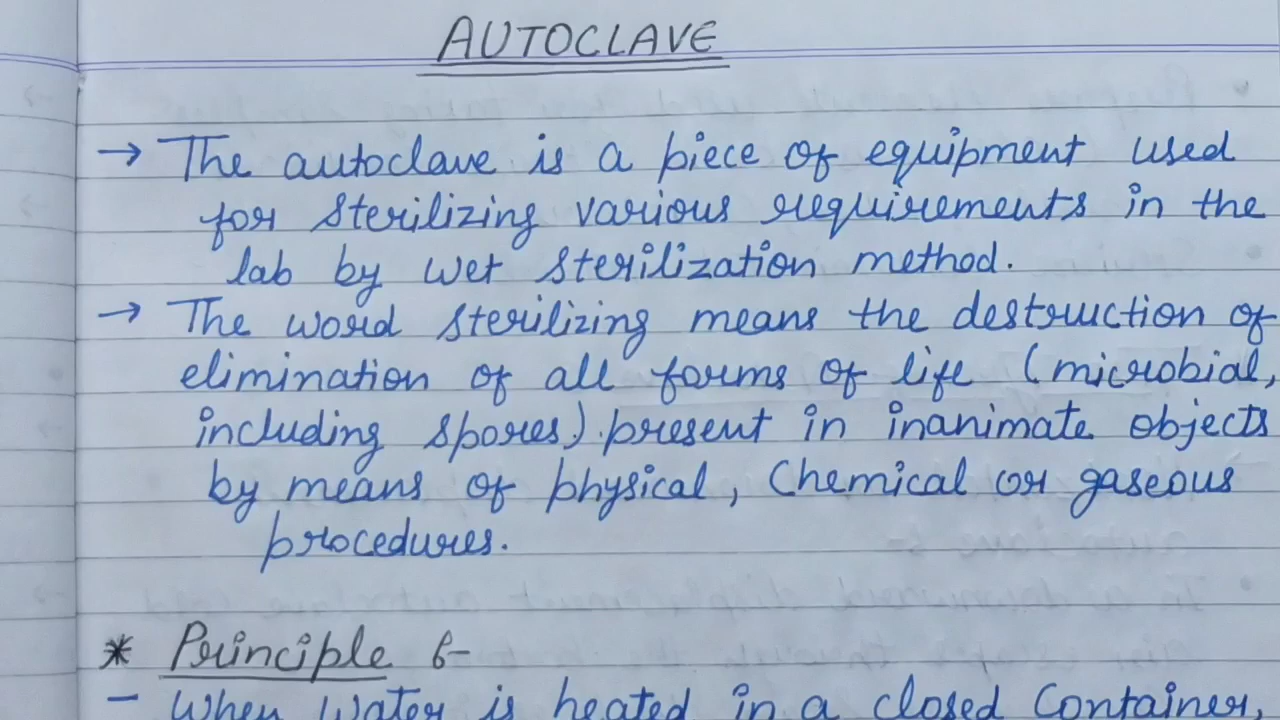 AUTOCLAVE
→ The autoclave is a piece of equipment used
for sterilizing various requirements in the
lab by wet sterilization method.
→ The word sterilizing means the destruction of
elimination of all forms of life (microbial,
including spores) present in inanimate objects
by means of physical, Chemical or gaseous
procedures.
* Principle :-
- When water is heated in a closed container,